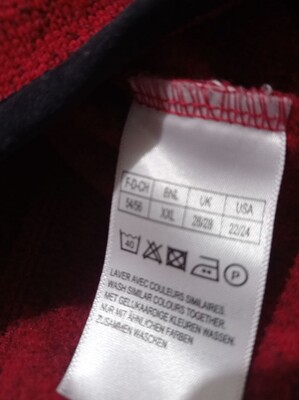 F-D-CH BNL UK USA
54/56 XXL 26/28 22/24
40 P
LAVER AVEC COULEURS SIMILAIRES.
WASH SIMILAR COLOURS TOGETHER.
MET GELIJKAARDIGE KLEUREN WASSEN.
NUR MIT ÄHNLICHEN FARBEN
ZUSAMMEN WASCHEN.